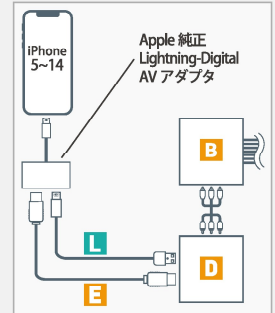 iPhone
5~14
Apple 純正
Lightning-Digital
AV アダプタ
B
L
D
E